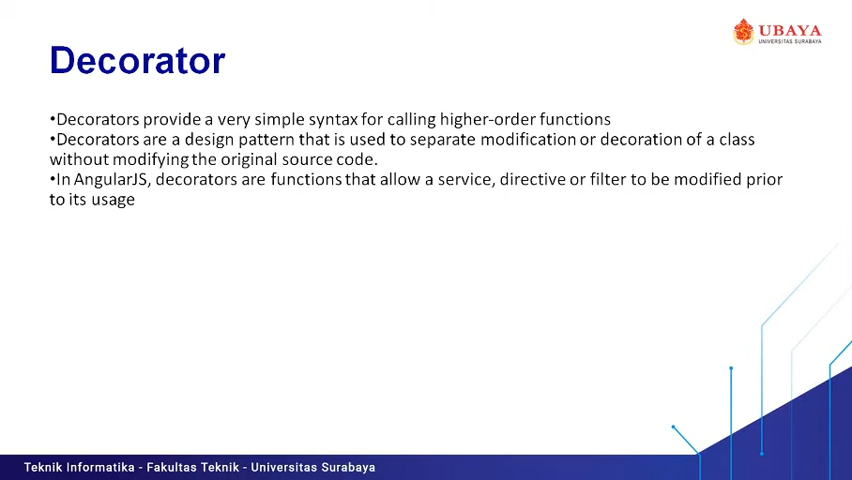 UBAYA
UNIVERSITAS SURABAYA
Decorator
•Decorators provide a very simple syntax for calling higher-order functions
•Decorators are a design pattern that is used to separate modification or decoration of a class
without modifying the original source code.
•In AngularJS, decorators are functions that allow a service, directive or filter to be modified prior
to its usage
Teknik Informatika - Fakultas Teknik - Universitas Surabaya